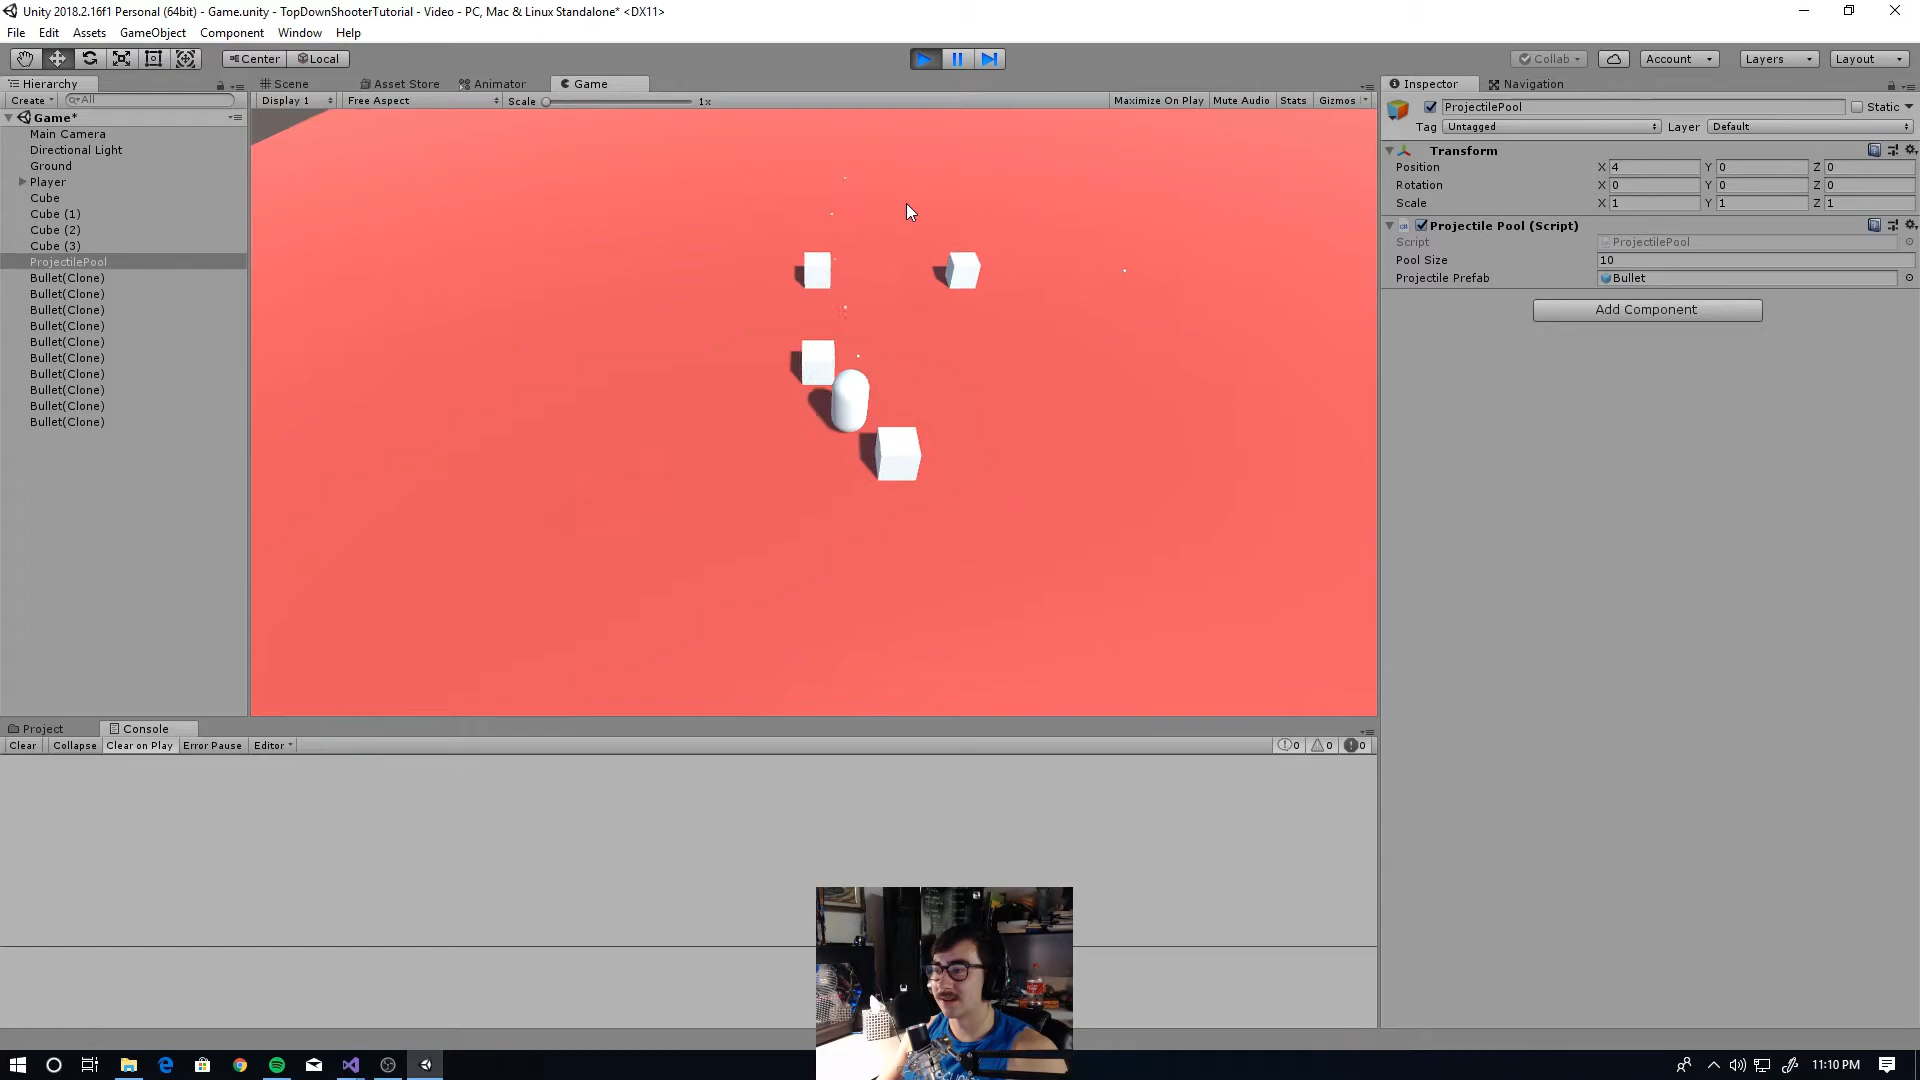 Unity 2018.2.16f1 Personal (64bit) - Game.unity - TopDownShooterTutorial - Video - PC, Mac & Linux Standalone* <DX11>
File Edit Assets GameObject Component Window Help
Center Local Collab Account Layers Layout
Hierarchy Scene Asset Store Animator Game Inspector Navigation
Create All Display 1 Free Aspect Scale 1x Maximize On Play Mute Audio Stats Gizmos
ProjectilePool Static
Game*
Tag Untagged Layer Default
Main Camera
Directional Light
Ground
Player
Cube
Cube (1)
Cube (2)
Cube (3)
ProjectilePool
Bullet(Clone)
Bullet(Clone)
Bullet(Clone)
Bullet(Clone)
Bullet(Clone)
Bullet(Clone)
Bullet(Clone)
Bullet(Clone)
Bullet(Clone)
Bullet(Clone)
Transform
Position X 4 Y 0 Z 0
Rotation X 0 Y 0 Z 0
Scale X 1 Y 1 Z 1
Projectile Pool (Script)
Script ProjectilePool
Pool Size 10
Projectile Prefab Bullet
Add Component
Project Console
Clear Collapse Clear on Play Error Pause Editor 0 0 0
11:10 PM